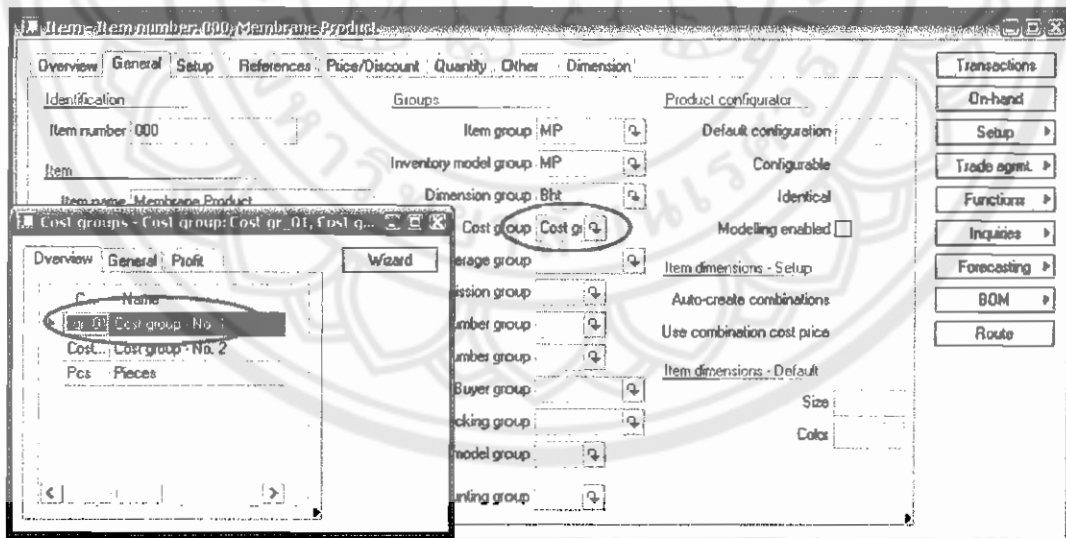 Item - Item number: 000, Membrane Product
Overview General Setup References Price/Discount Quantity Other Dimension
Identification
Item number 000
Item
Item name Membrane Product
Groups
Item group MP
Inventory model group MP
Dimension group Bht
Cost group Cost gr
erage group
ission group
umber group
umber group
Buyer group
cking group
model group
unting group
Product configurator
Default configuration
Configurable
Identical
Modelling enabled
Item dimensions - Setup
Auto-create combinations
Use combination cost price
Item dimensions - Default
Size
Color
Transactions
On-hand
Setup
Trade agrmt.
Functions
Inquiries
Forecasting
BOM
Route
Cost groups - Cost group: Cost gr_01, Cost g...
Overview General Profit
Wizard
C... Name
gr_01 Cost group - No. 1
Cost... Cost group - No. 2
Pcs Pieces